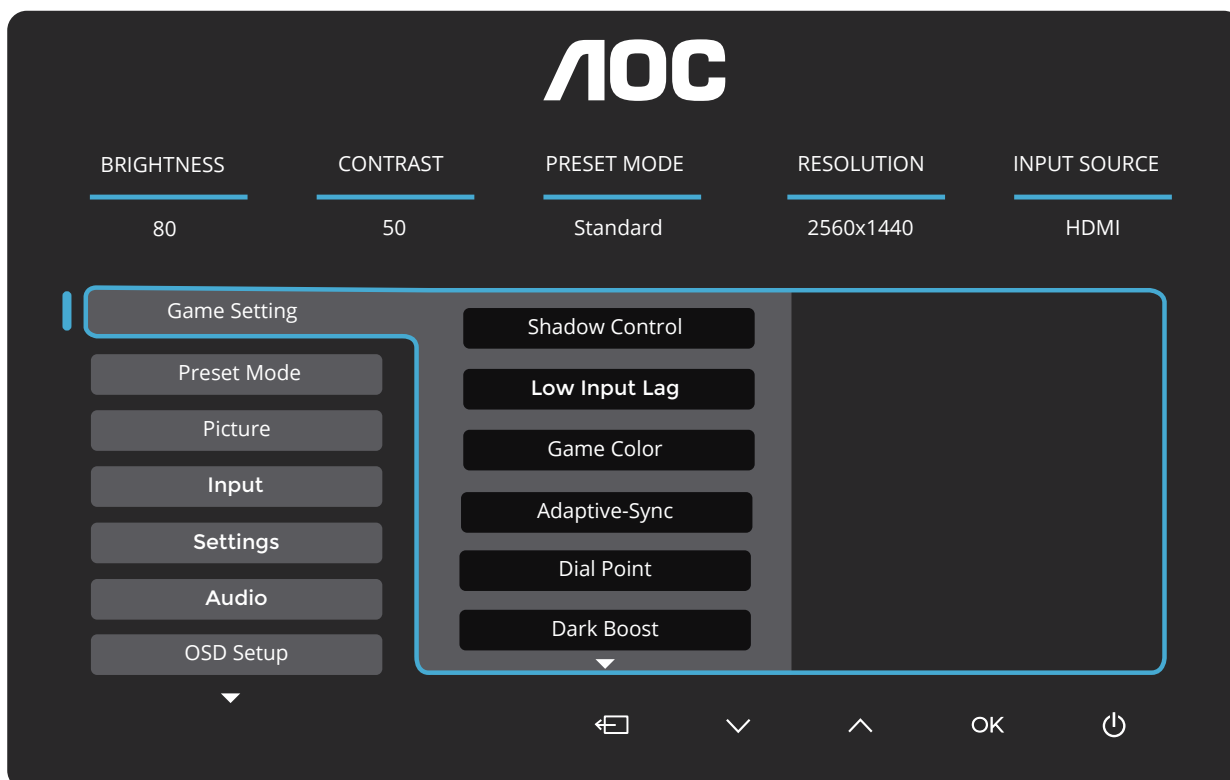 AOC
BRIGHTNESS CONTRAST PRESET MODE RESOLUTION INPUT SOURCE
80 50 Standard 2560x1440 HDMI
Game Setting
Preset Mode
Picture
Input
Settings
Audio
OSD Setup
Shadow Control
Low Input Lag
Game Color
Adaptive-Sync
Dial Point
Dark Boost
OK